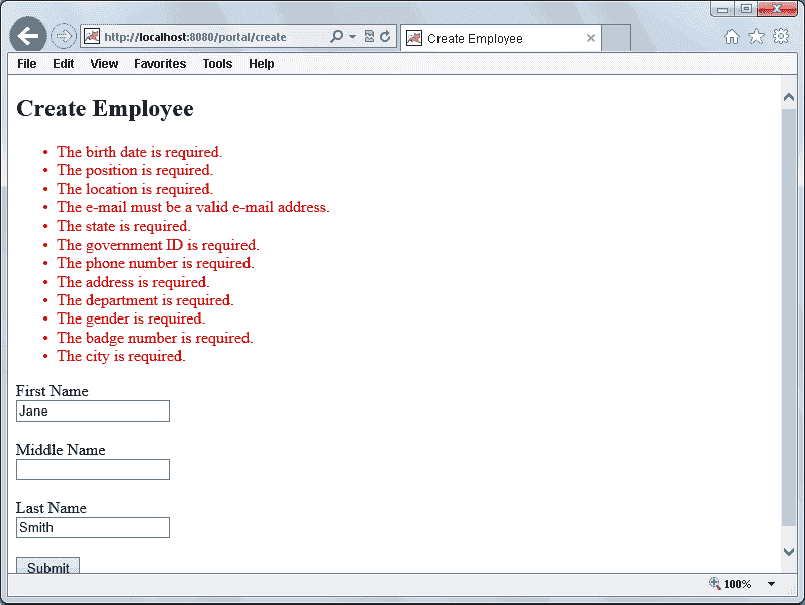 http://localhost:8080/portal/create
Create Employee
File Edit View Favorites Tools Help
Create Employee
• The birth date is required.
• The position is required.
• The location is required.
• The e-mail must be a valid e-mail address.
• The state is required.
• The government ID is required.
• The phone number is required.
• The address is required.
• The department is required.
• The gender is required.
• The badge number is required.
• The city is required.
First Name
Jane
Middle Name
Last Name
Smith
Submit
100%